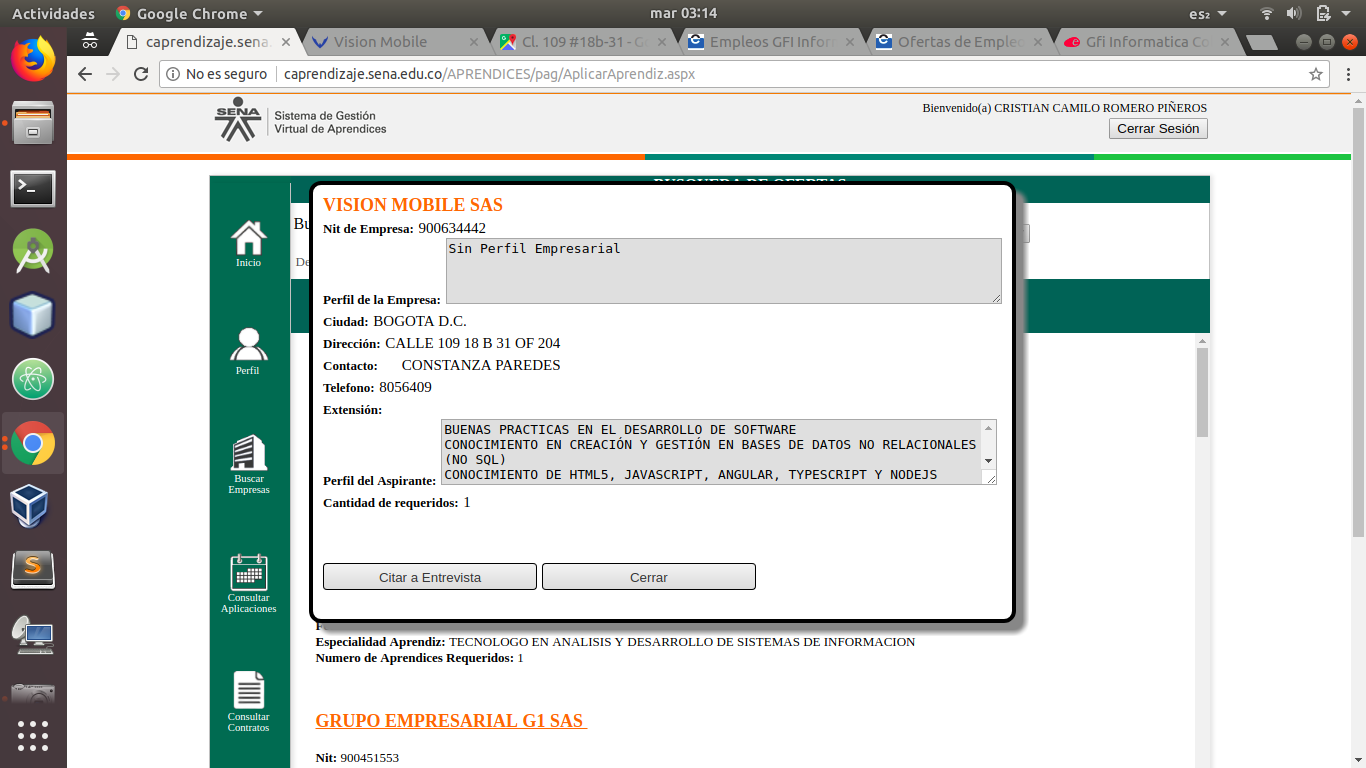 Actividades Google Chrome mar 03:14 es₂
caprendizaje.sena. Vision Mobile Cl. 109 #18b-31 - Go Empleos GFI Inform Ofertas de Empleo Gfi Informatica Co
No es seguro caprendizaje.sena.edu.co/APRENDICES/pag/AplicarAprendiz.aspx
SENA
Sistema de Gestión
Virtual de Aprendices
Bienvenido(a) CRISTIAN CAMILO ROMERO PIÑEROS
Cerrar Sesión
BUSQUEDA DE OFERTAS
Bu
De
Inicio
Perfil
Buscar
Empresas
Consultar
Aplicaciones
Consultar
Contratos
VISION MOBILE SAS
Nit de Empresa: 900634442
Sin Perfil Empresarial
Perfil de la Empresa:
Ciudad: BOGOTA D.C.
Dirección: CALLE 109 18 B 31 OF 204
Contacto: CONSTANZA PAREDES
Telefono: 8056409
Extensión:
BUENAS PRACTICAS EN EL DESARROLLO DE SOFTWARE
CONOCIMIENTO EN CREACIÓN Y GESTIÓN EN BASES DE DATOS NO RELACIONALES
(NO SQL)
CONOCIMIENTO DE HTML5, JAVASCRIPT, ANGULAR, TYPESCRIPT Y NODEJS
Perfil del Aspirante:
Cantidad de requeridos: 1
Citar a Entrevista Cerrar
Especialidad Aprendiz: TECNOLOGO EN ANALISIS Y DESARROLLO DE SISTEMAS DE INFORMACION
Numero de Aprendices Requeridos: 1
GRUPO EMPRESARIAL G1 SAS
Nit: 900451553